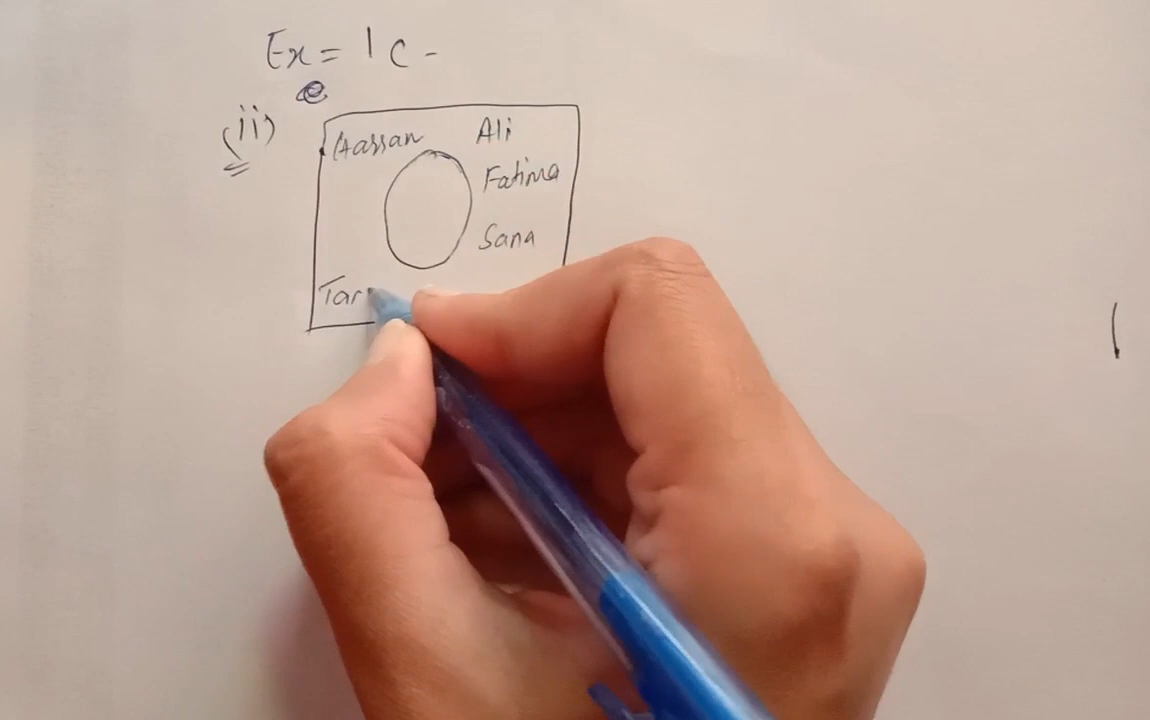 Ex = 1 C -
(ii)
Hassan Ali
Fatima
Sana
Tar